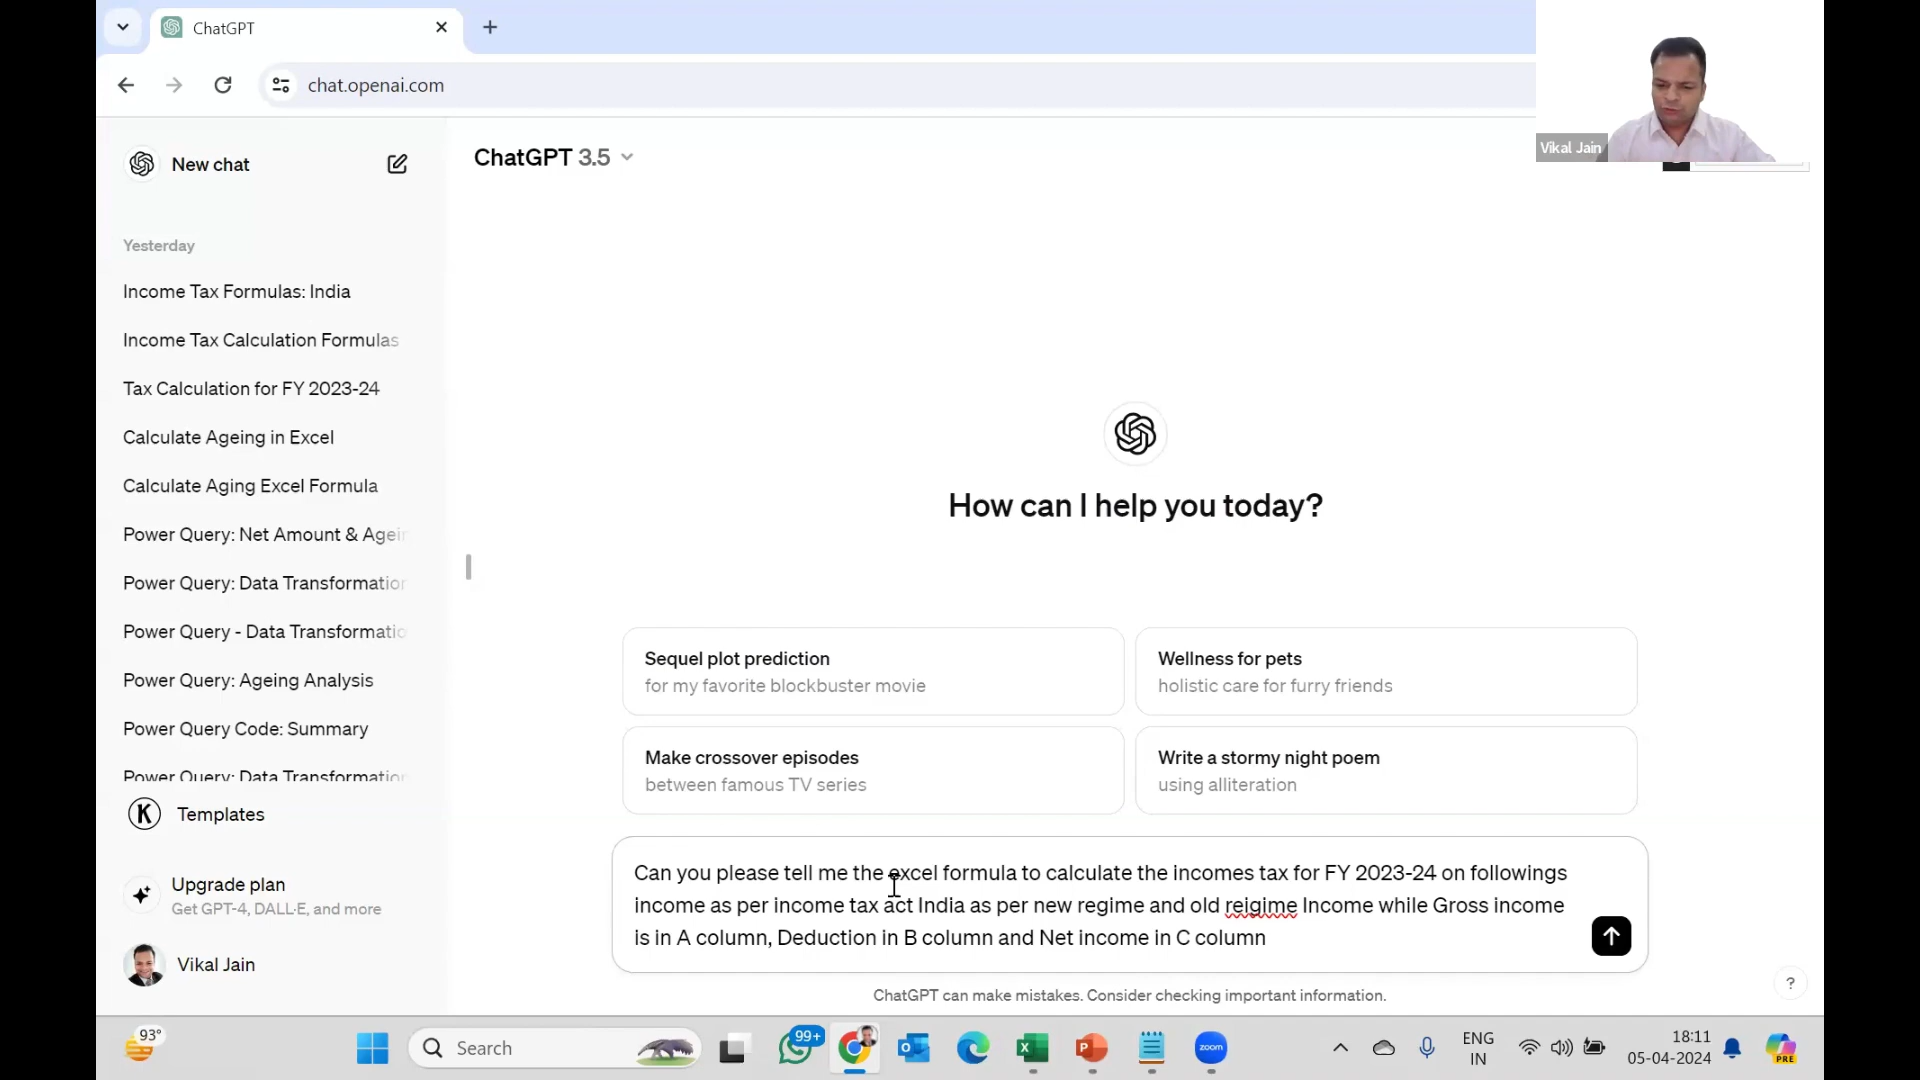 ChatGPT
chat.openai.com
Vikal Jain
New chat
ChatGPT 3.5
Yesterday
Income Tax Formulas: India
Income Tax Calculation Formulas
Tax Calculation for FY 2023-24
Calculate Ageing in Excel
Calculate Aging Excel Formula
Power Query: Net Amount & Agein
Power Query: Data Transformation
Power Query - Data Transformatio
Power Query: Ageing Analysis
Power Query Code: Summary
Power Query: Data Transformation
K Templates
Upgrade plan
Get GPT-4, DALL·E, and more
Vikal Jain
How can I help you today?
Sequel plot prediction
for my favorite blockbuster movie
Wellness for pets
holistic care for furry friends
Make crossover episodes
between famous TV series
Write a stormy night poem
using alliteration
Can you please tell me the excel formula to calculate the incomes tax for FY 2023-24 on followings
income as per income tax act India as per new regime and old reigime Income while Gross income
is in A column, Deduction in B column and Net income in C column
ChatGPT can make mistakes. Consider checking important information.
?
93°
Search
99+
zoom
ENG
IN
18:11
05-04-2024
PRE